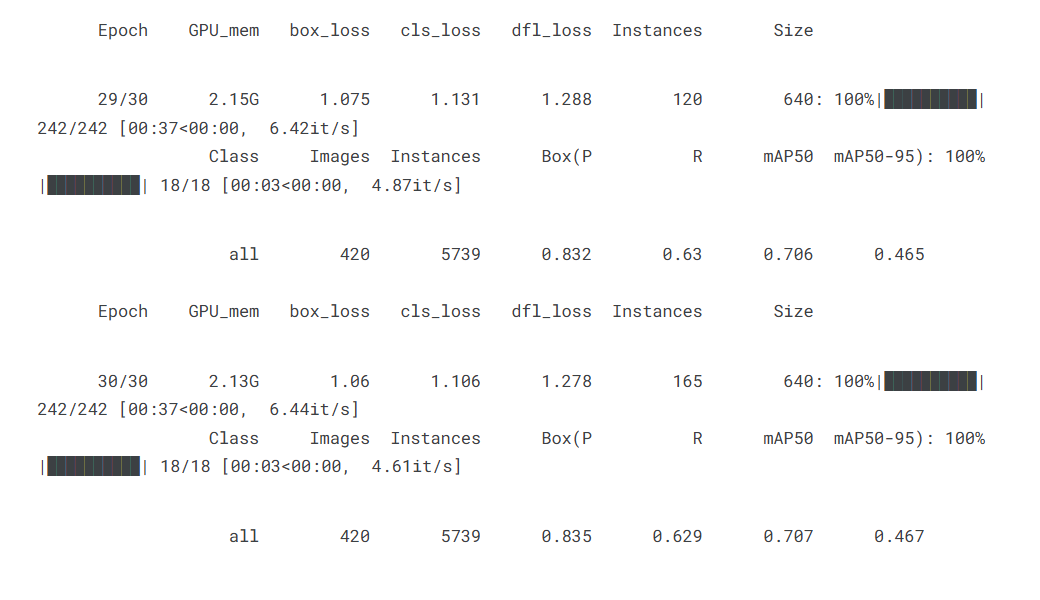 Epoch GPU_mem box_loss cls_loss dfl_loss Instances Size
29/30 2.15G 1.075 1.131 1.288 120 640: 100%|██████████|
242/242 [00:37<00:00, 6.42it/s]
Class Images Instances Box(P R mAP50 mAP50-95): 100%
|██████████| 18/18 [00:03<00:00, 4.87it/s]
all 420 5739 0.832 0.63 0.706 0.465
Epoch GPU_mem box_loss cls_loss dfl_loss Instances Size
30/30 2.13G 1.06 1.106 1.278 165 640: 100%|██████████|
242/242 [00:37<00:00, 6.44it/s]
Class Images Instances Box(P R mAP50 mAP50-95): 100%
|██████████| 18/18 [00:03<00:00, 4.61it/s]
all 420 5739 0.835 0.629 0.707 0.467